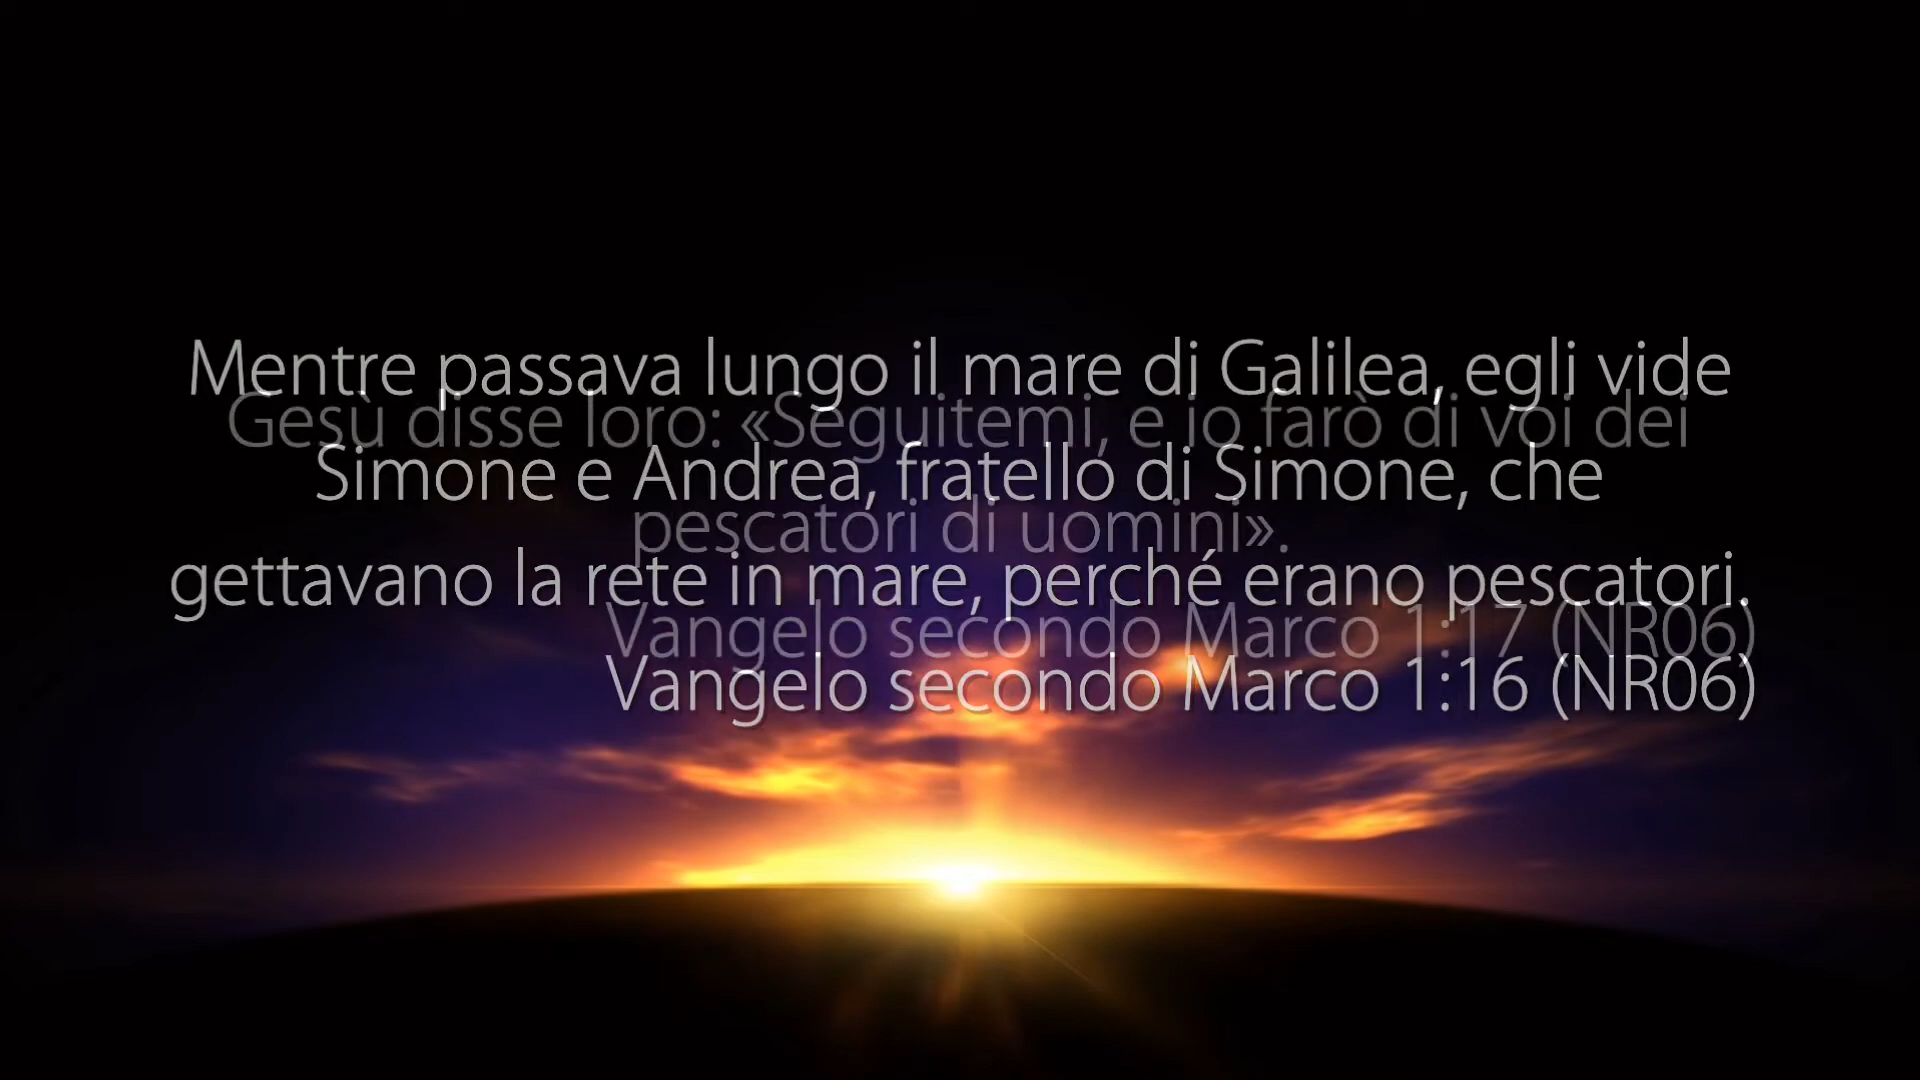 Mentre passava lungo il mare di Galilea, egli vide
Simone e Andrea, fratello di Simone, che
gettavano la rete in mare, perché erano pescatori.
Vangelo secondo Marco 1:16 (NR06)
Gesù disse loro: «Seguitemi, e io farò di voi dei
pescatori di uomini».
Vangelo secondo Marco 1:17 (NR06)